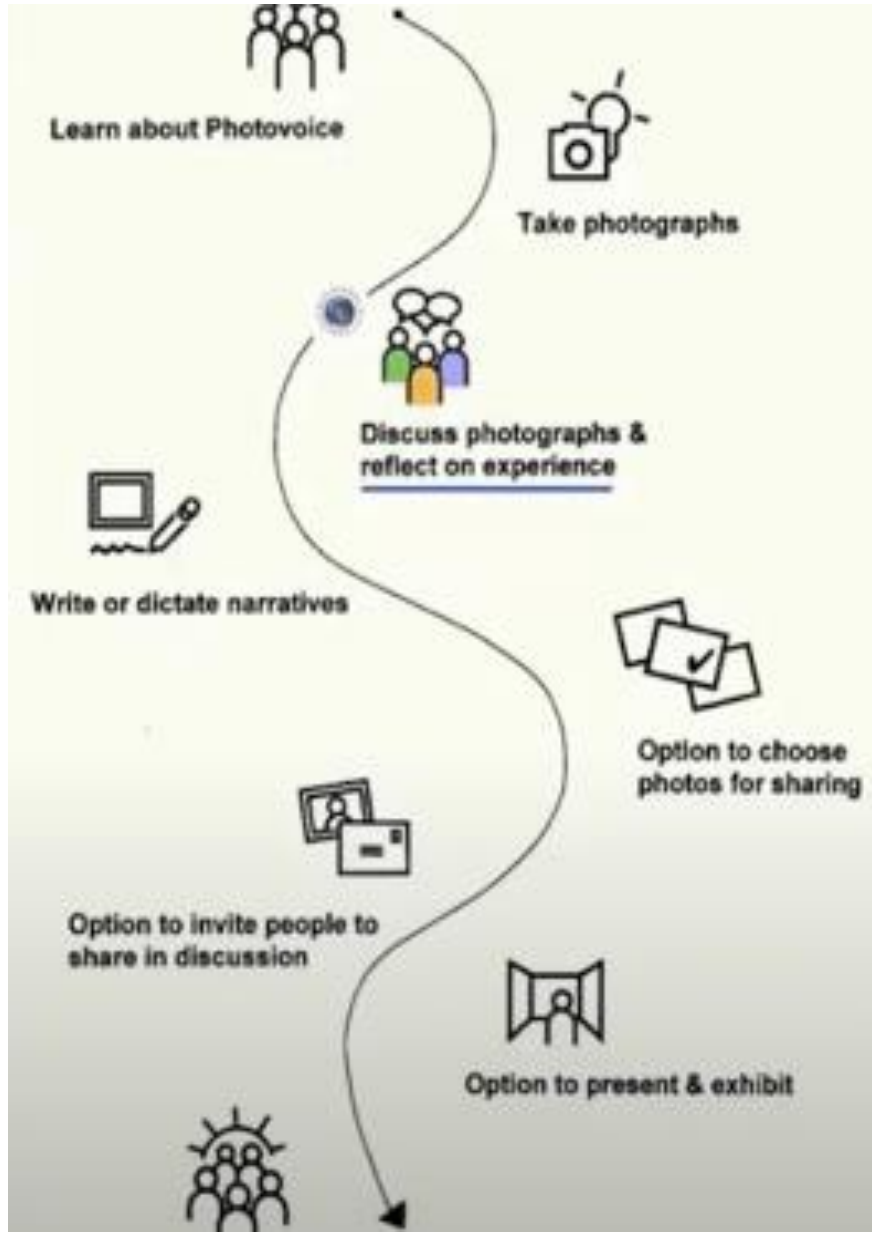 Learn about Photovoice
Take photographs
Discuss photographs &
reflect on experience
Write or dictate narratives
Option to choose
photos for sharing
Option to invite people to
share in discussion
Option to present & exhibit